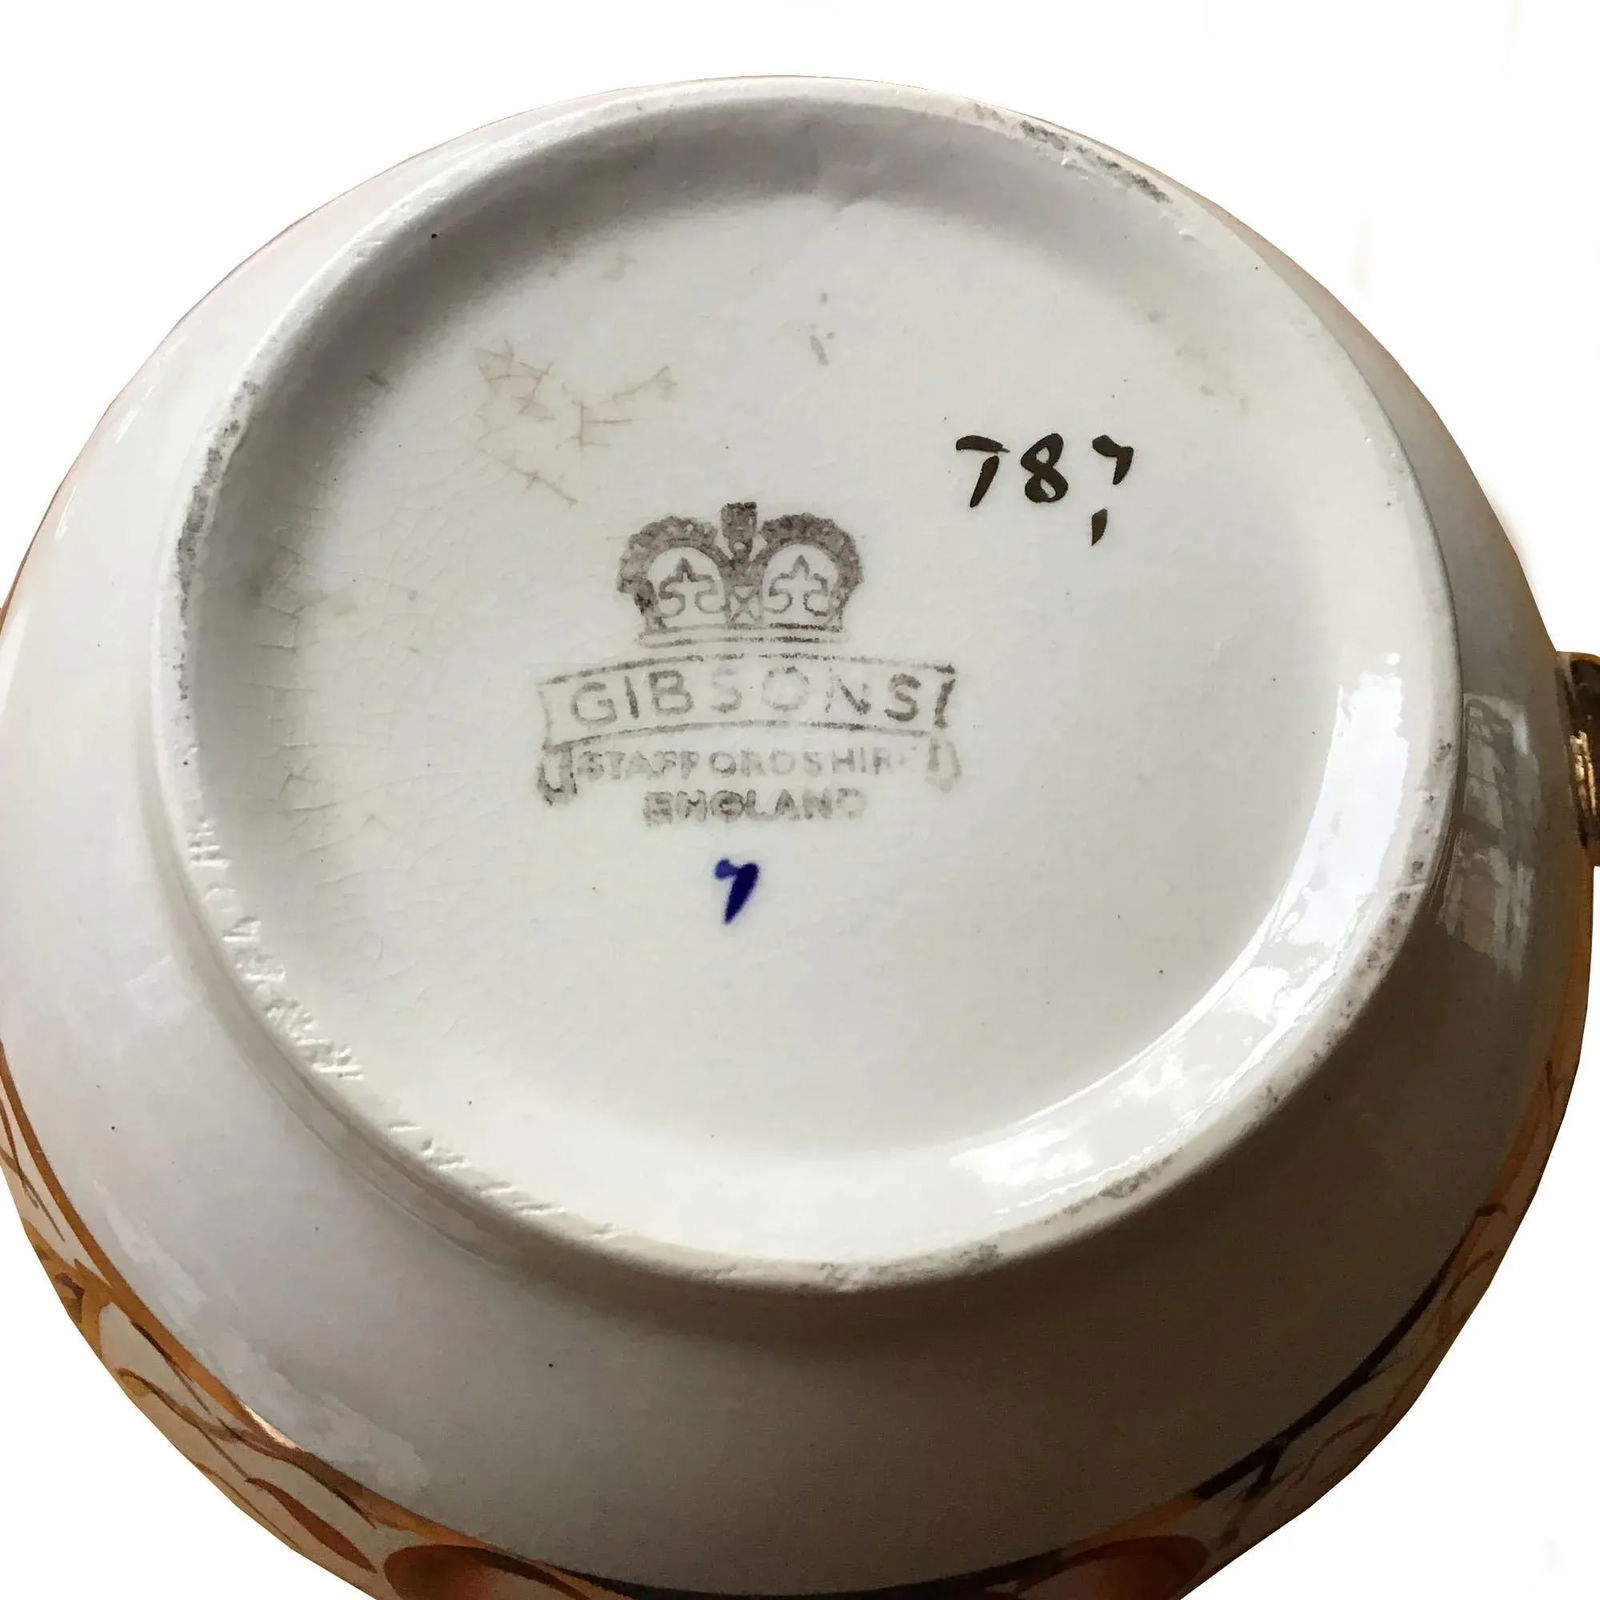 787
GIBSONS
STAFFORDSHIRE
ENGLAND
7